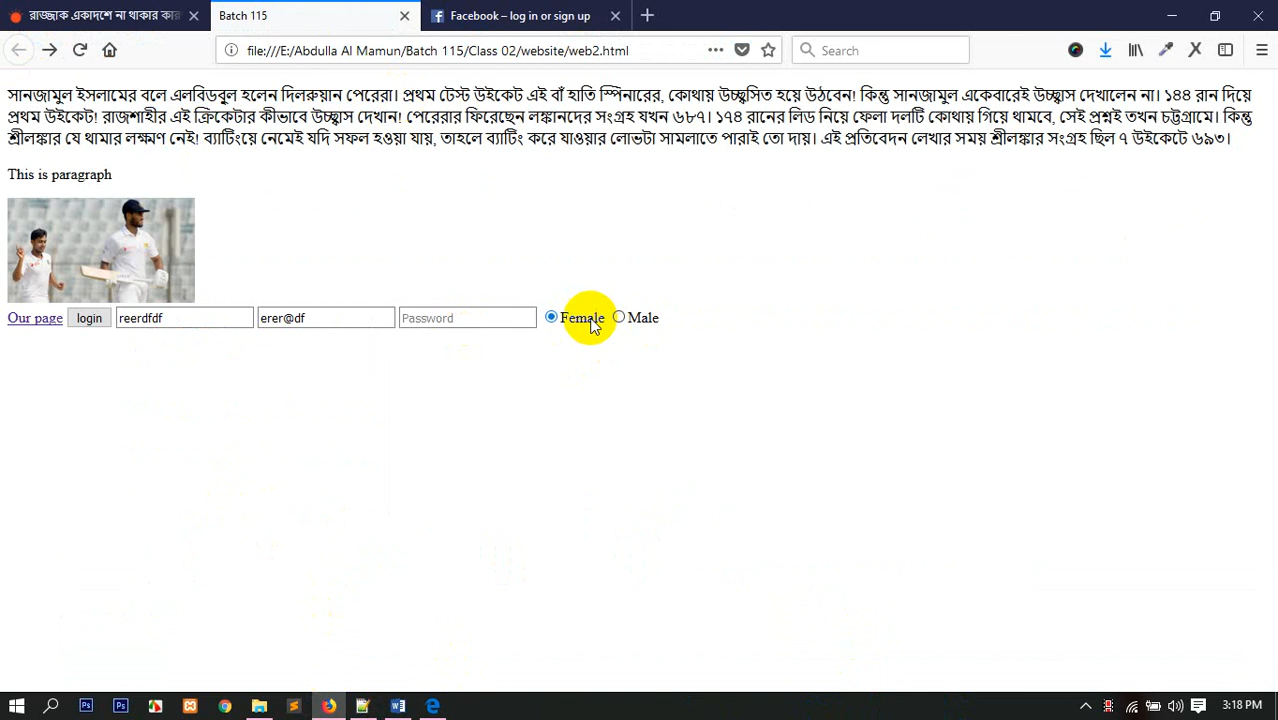 রাজ্জাক একাদশে না থাকার কার
Batch 115
Facebook – log in or sign up
file:///E:/Abdulla Al Mamun/Batch 115/Class 02/website/web2.html
Search
সানজামুল ইসলামের বলে এলবিডব্লু হলেন দিলরুয়ান পেরেরা। প্রথম টেস্ট উইকেট এই বাঁ হাতি স্পিনারের, কোথায় উচ্ছ্বসিত হয়ে উঠবেন! কিন্তু সানজামুল একেবারেই উচ্ছ্বাস দেখালেন না। ১৪৪ রান দিয়ে
প্রথম উইকেট! রাজশাহীর এই ক্রিকেটার কীভাবে উচ্ছ্বাস দেখান! পেরেরার ফিরেছেন লঙ্কানদের সংগ্রহ যখন ৬৮৭। ১৭৪ রানের লিড নিয়ে ফেলা দলটি কোথায় গিয়ে থামবে, সেই প্রশ্নই তখন চট্টগ্রামে। কিন্তু
শ্রীলঙ্কার যে থামার লক্ষ্মণ নেই! ব্যাটিংয়ে নেমেই যদি সফল হওয়া যায়, তাহলে ব্যাটিং করে যাওয়ার লোভটা সামলাতে পারাই তো দায়। এই প্রতিবেদন লেখার সময় শ্রীলঙ্কার সংগ্রহ ছিল ৭ উইকেটে ৬৯৩।
This is paragraph
Our page login reerdfdf erer@df Password Female Male
3:18 PM